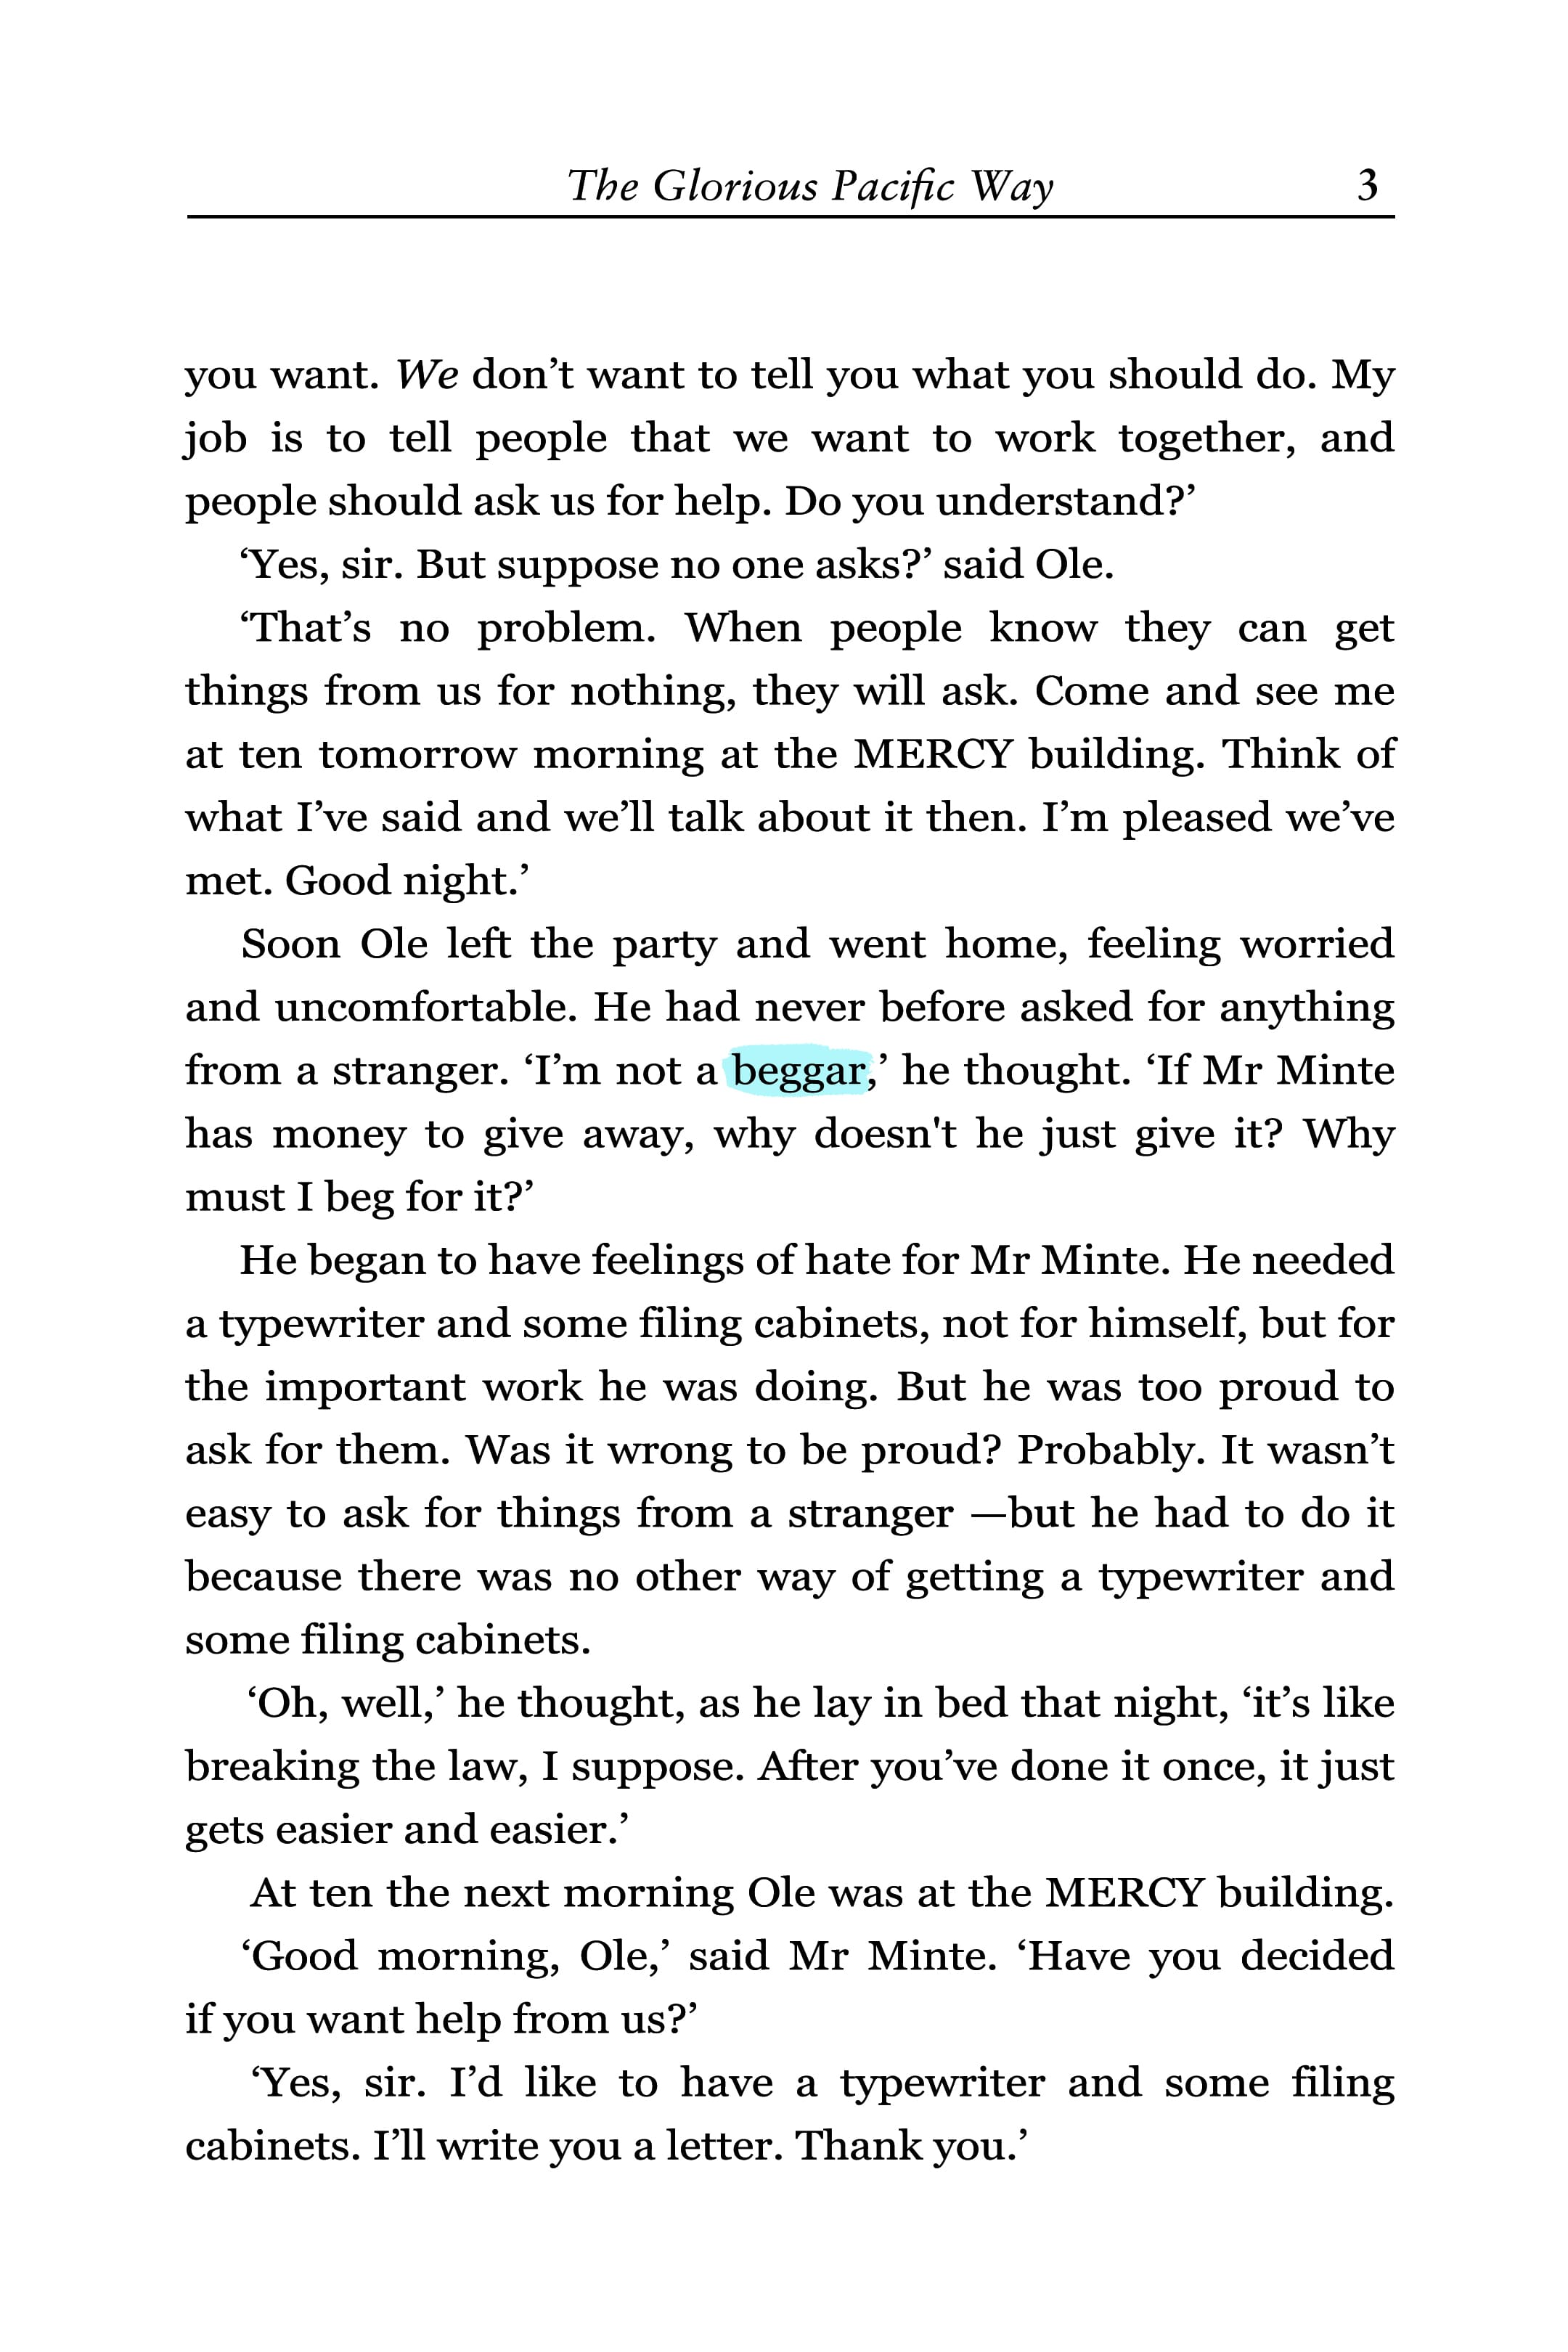 The Glorious Pacific Way 3
you want. We don’t want to tell you what you should do. My
job is to tell people that we want to work together, and
people should ask us for help. Do you understand?’
‘Yes, sir. But suppose no one asks?’ said Ole.
‘That’s no problem. When people know they can get
things from us for nothing, they will ask. Come and see me
at ten tomorrow morning at the MERCY building. Think of
what I’ve said and we’ll talk about it then. I’m pleased we’ve
met. Good night.’
Soon Ole left the party and went home, feeling worried
and uncomfortable. He had never before asked for anything
from a stranger. ‘I’m not a beggar,’ he thought. ‘If Mr Minte
has money to give away, why doesn't he just give it? Why
must I beg for it?’
He began to have feelings of hate for Mr Minte. He needed
a typewriter and some filing cabinets, not for himself, but for
the important work he was doing. But he was too proud to
ask for them. Was it wrong to be proud? Probably. It wasn’t
easy to ask for things from a stranger —but he had to do it
because there was no other way of getting a typewriter and
some filing cabinets.
‘Oh, well,’ he thought, as he lay in bed that night, ‘it’s like
breaking the law, I suppose. After you’ve done it once, it just
gets easier and easier.’
At ten the next morning Ole was at the MERCY building.
‘Good morning, Ole,’ said Mr Minte. ‘Have you decided
if you want help from us?’
‘Yes, sir. I’d like to have a typewriter and some filing
cabinets. I’ll write you a letter. Thank you.’